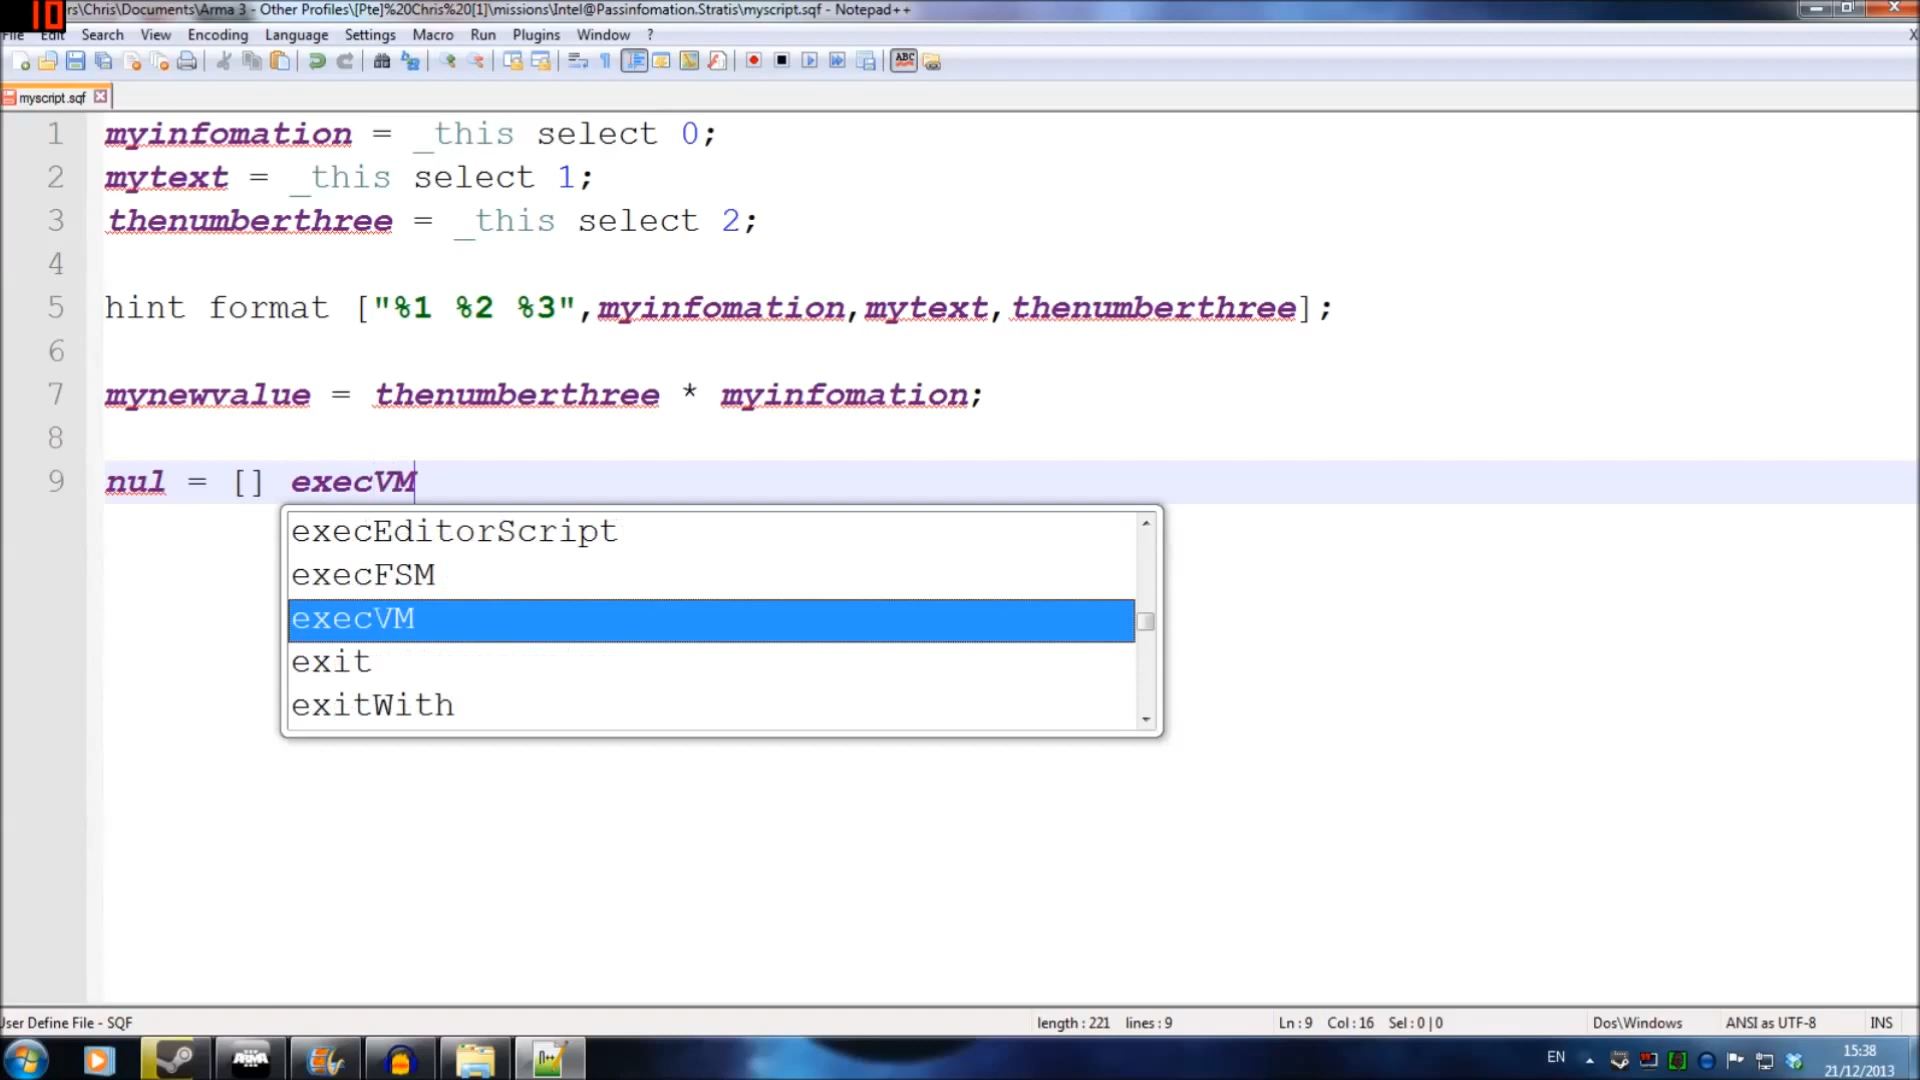 10
rs\Chris\Documents\Arma 3 - Other Profiles\[Pte]%20Chris%20[1]\missions\Intel@Passinfomation.Stratis\myscript.sqf - Notepad++
File Edit Search View Encoding Language Settings Macro Run Plugins Window ? X
ABC
myscript.sqf
1 myinfomation = _this select 0;
2 mytext = _this select 1;
3 thenumberthree = _this select 2;
4
5 hint format ["%1 %2 %3",myinfomation,mytext,thenumberthree];
6
7 mynewvalue = thenumberthree * myinfomation;
8
9 nul = [] execVM
execEditorScript
execFSM
execVM
exit
exitWith
User Define File - SQF length : 221 lines : 9 Ln : 9 Col : 16 Sel : 0 | 0 Dos\Windows ANSI as UTF-8 INS
ARMA
EN
15:38
21/12/2013